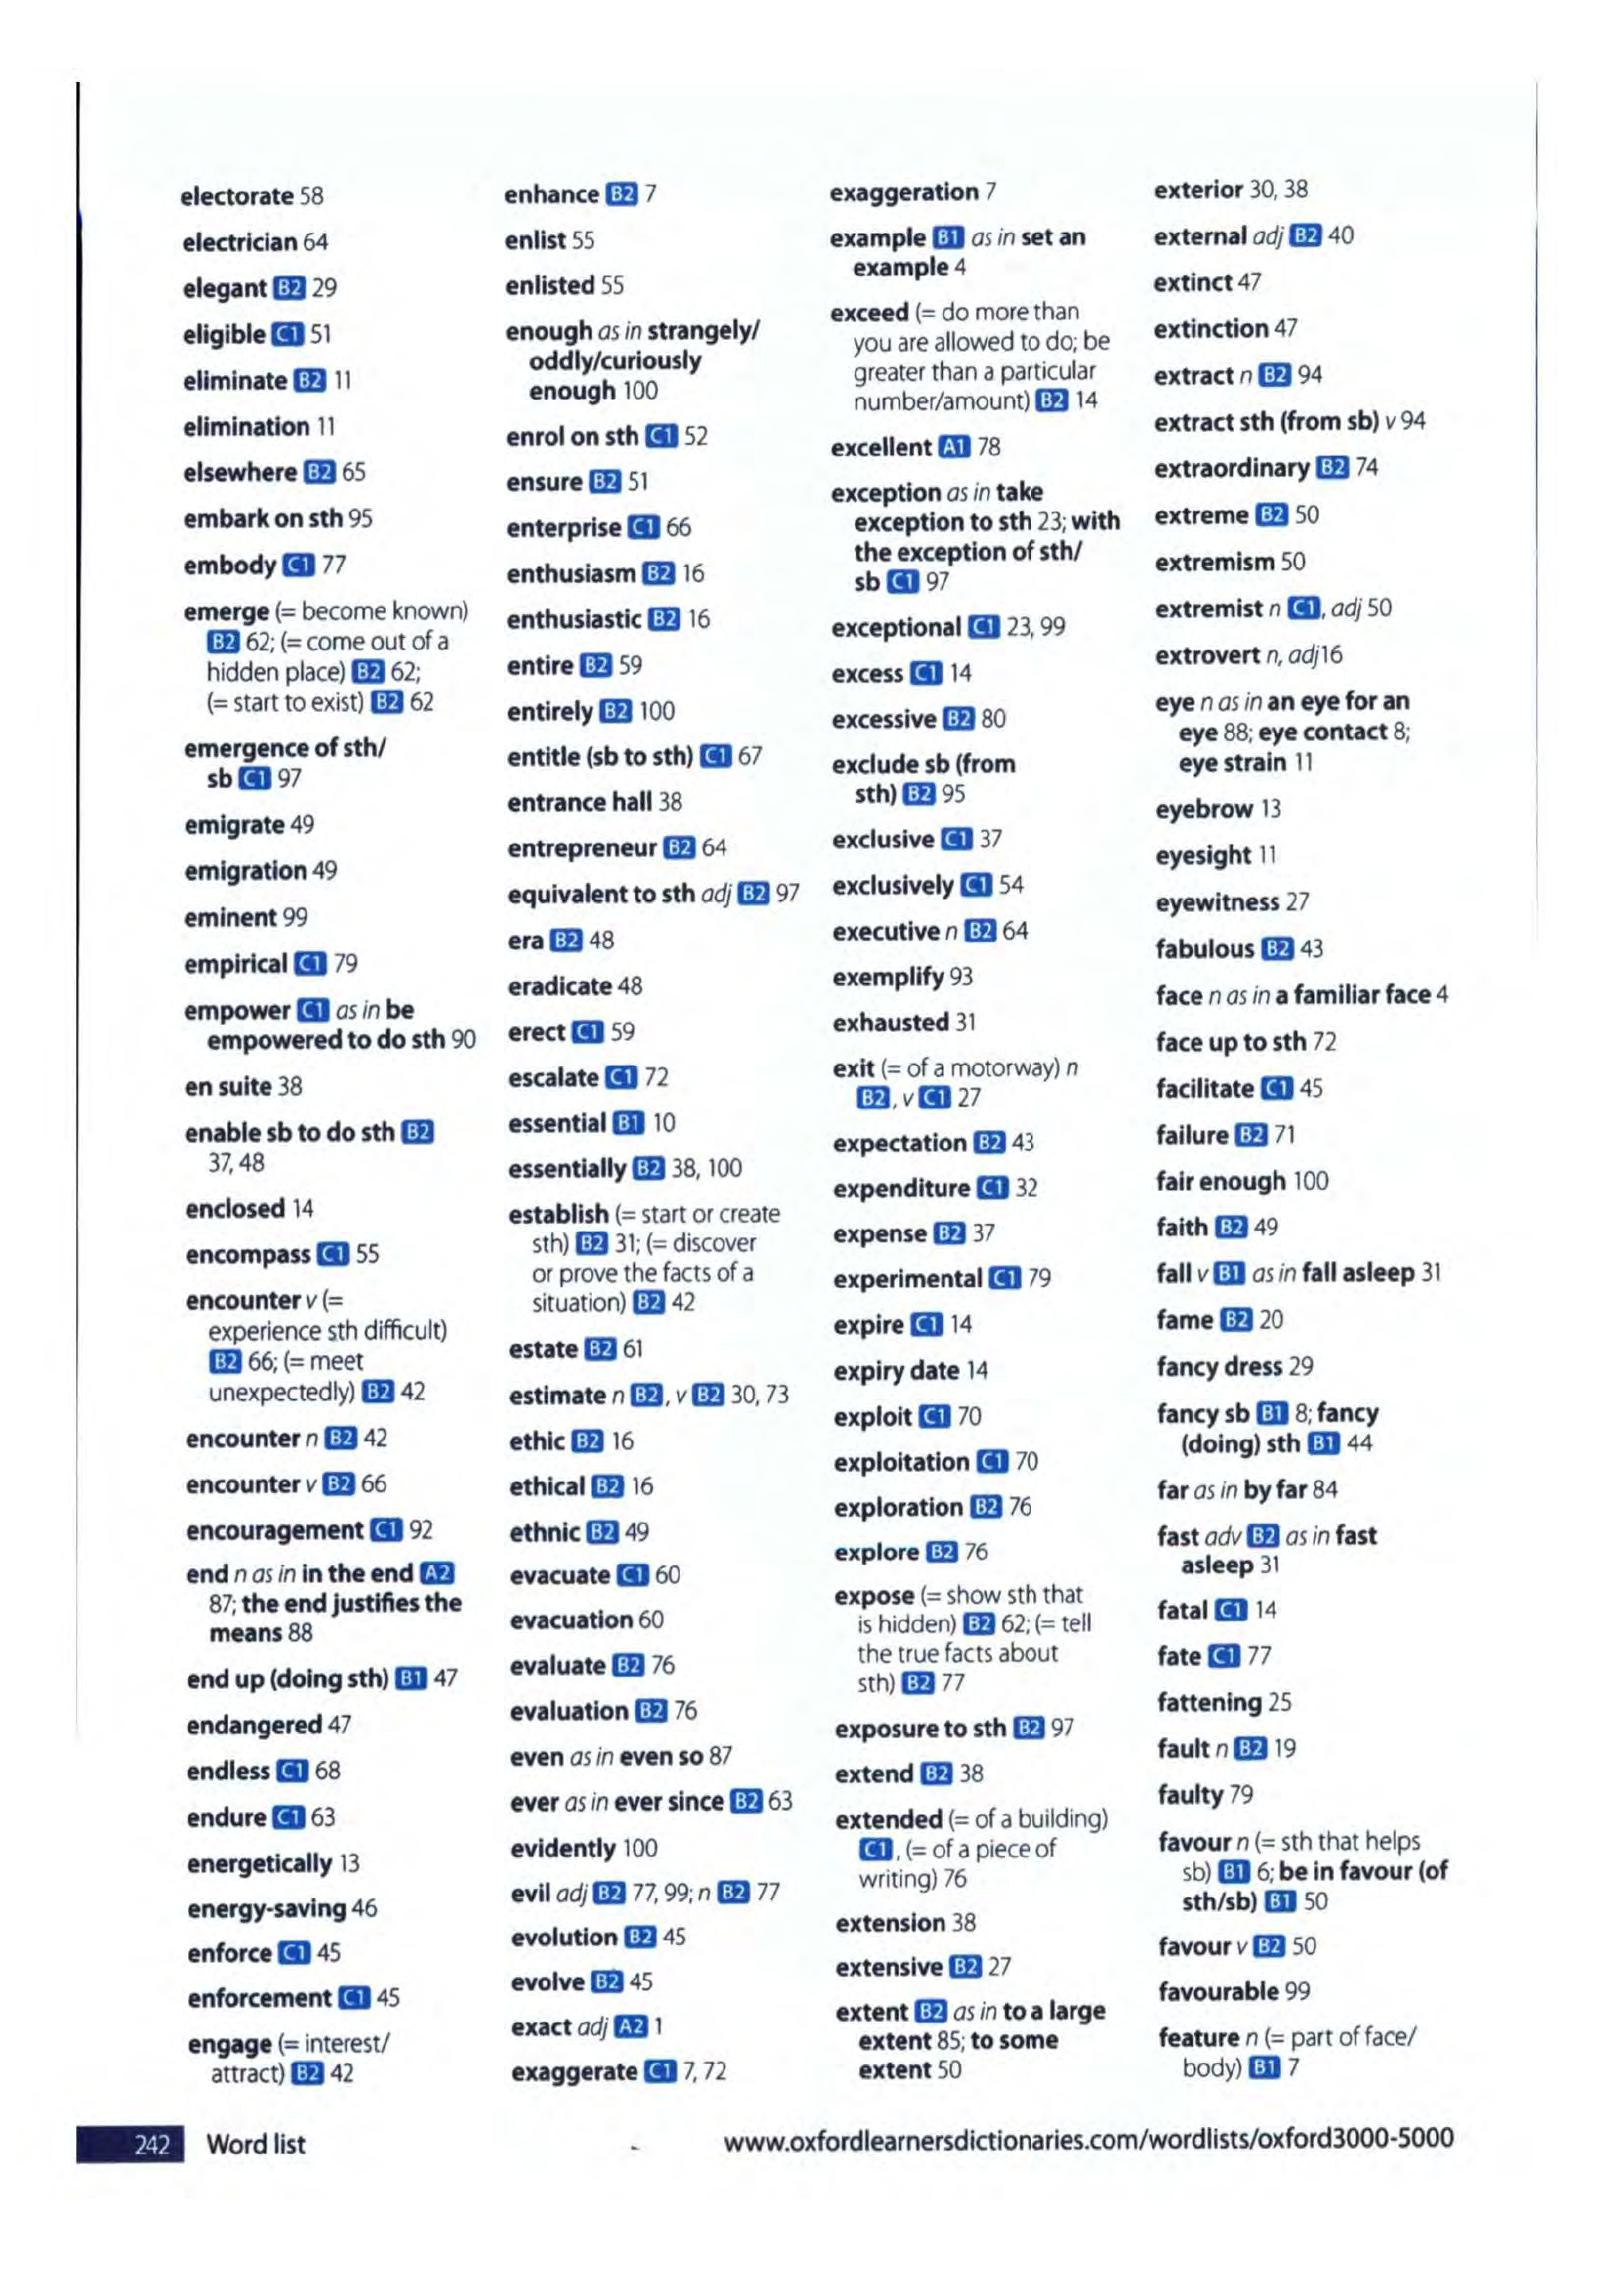 electorate 58
electrician 64
elegant B2 29
eligible C1 51
eliminate B2 11
elimination 11
elsewhere B2 65
embark on sth 95
embody C1 77
emerge (= become known)
B2 62; (= come out of a
hidden place) B2 62;
(= start to exist) B2 62
emergence of sth/
sb C1 97
emigrate 49
emigration 49
eminent 99
empirical C1 79
empower C1 as in be
empowered to do sth 90
en suite 38
enable sb to do sth B2
37, 48
enclosed 14
encompass C1 55
encounter v (=
experience sth difficult)
B2 66; (= meet
unexpectedly) B2 42
encounter n B2 42
encounter v B2 66
encouragement C1 92
end n as in in the end A2
87; the end justifies the
means 88
end up (doing sth) B1 47
endangered 47
endless C1 68
endure C1 63
energetically 13
energy-saving 46
enforce C1 45
enforcement C1 45
engage (= interest/
attract) B2 42
enhance B2 7
enlist 55
enlisted 55
enough as in strangely/
oddly/curiously
enough 100
enrol on sth C1 52
ensure B2 51
enterprise C1 66
enthusiasm B2 16
enthusiastic B2 16
entire B2 59
entirely B2 100
entitle (sb to sth) C1 67
entrance hall 38
entrepreneur B2 64
equivalent to sth adj B2 97
era B2 48
eradicate 48
erect C1 59
escalate C1 72
essential B1 10
essentially B2 38, 100
establish (= start or create
sth) B2 31; (= discover
or prove the facts of a
situation) B2 42
estate B2 61
estimate n B2, v B2 30, 73
ethic B2 16
ethical B2 16
ethnic B2 49
evacuate C1 60
evacuation 60
evaluate B2 76
evaluation B2 76
even as in even so 87
ever as in ever since B2 63
evidently 100
evil adj B2 77, 99; n B2 77
evolution B2 45
evolve B2 45
exact adj A2 1
exaggerate C1 7, 72
exaggeration 7
example B1 as in set an
example 4
exceed (= do more than
you are allowed to do; be
greater than a particular
number/amount) B2 14
excellent A1 78
exception as in take
exception to sth 23; with
the exception of sth/
sb C1 97
exceptional C1 23, 99
excess C1 14
excessive B2 80
exclude sb (from
sth) B2 95
exclusive C1 37
exclusively C1 54
executive n B2 64
exemplify 93
exhausted 31
exit (= of a motorway) n
B2, v C1 27
expectation B2 43
expenditure C1 32
expense B2 37
experimental C1 79
expire C1 14
expiry date 14
exploit C1 70
exploitation C1 70
exploration B2 76
explore B2 76
expose (= show sth that
is hidden) B2 62; (= tell
the true facts about
sth) B2 77
exposure to sth B2 97
extend B2 38
extended (= of a building)
C1, (= of a piece of
writing) 76
extension 38
extensive B2 27
extent B2 as in to a large
extent 85; to some
extent 50
exterior 30, 38
external adj B2 40
extinct 47
extinction 47
extract n B2 94
extract sth (from sb) v 94
extraordinary B2 74
extreme B2 50
extremism 50
extremist n C1, adj 50
extrovert n, adj16
eye n as in an eye for an
eye 88; eye contact 8;
eye strain 11
eyebrow 13
eyesight 11
eyewitness 27
fabulous B2 43
face n as in a familiar face 4
face up to sth 72
facilitate C1 45
failure B2 71
fair enough 100
faith B2 49
fall v B1 as in fall asleep 31
fame B2 20
fancy dress 29
fancy sb B1 8; fancy
(doing) sth B1 44
far as in by far 84
fast adv B2 as in fast
asleep 31
fatal C1 14
fate C1 77
fattening 25
fault n B2 19
faulty 79
favour n (= sth that helps
sb) B1 6; be in favour (of
sth/sb) B1 50
favour v B2 50
favourable 99
feature n (= part of face/
body) B1 7
242 Word list
www.oxfordlearnersdictionaries.com/wordlists/oxford3000-5000